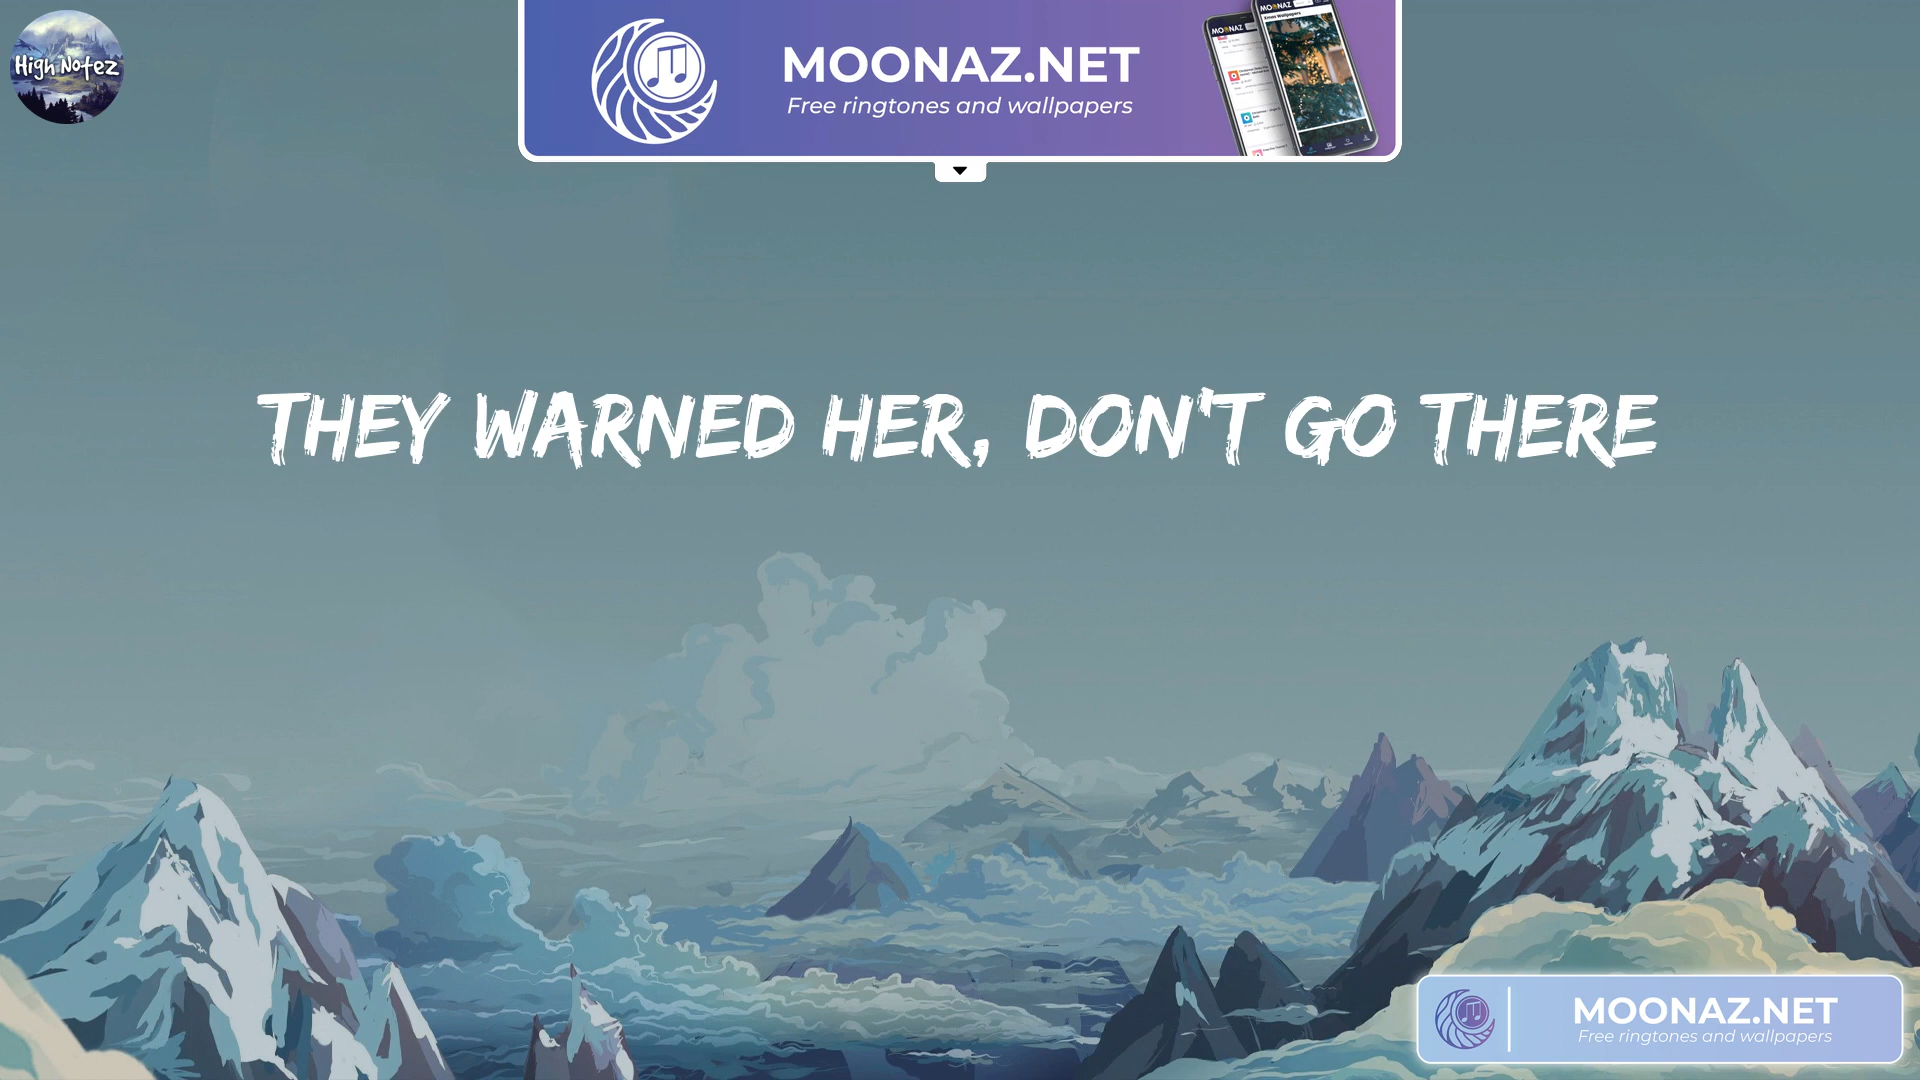 High Notez
MOONAZ.NET
Free ringtones and wallpapers
THEY WARNED HER, DON'T GO THERE
MOONAZ.NET
Free ringtones and wallpapers